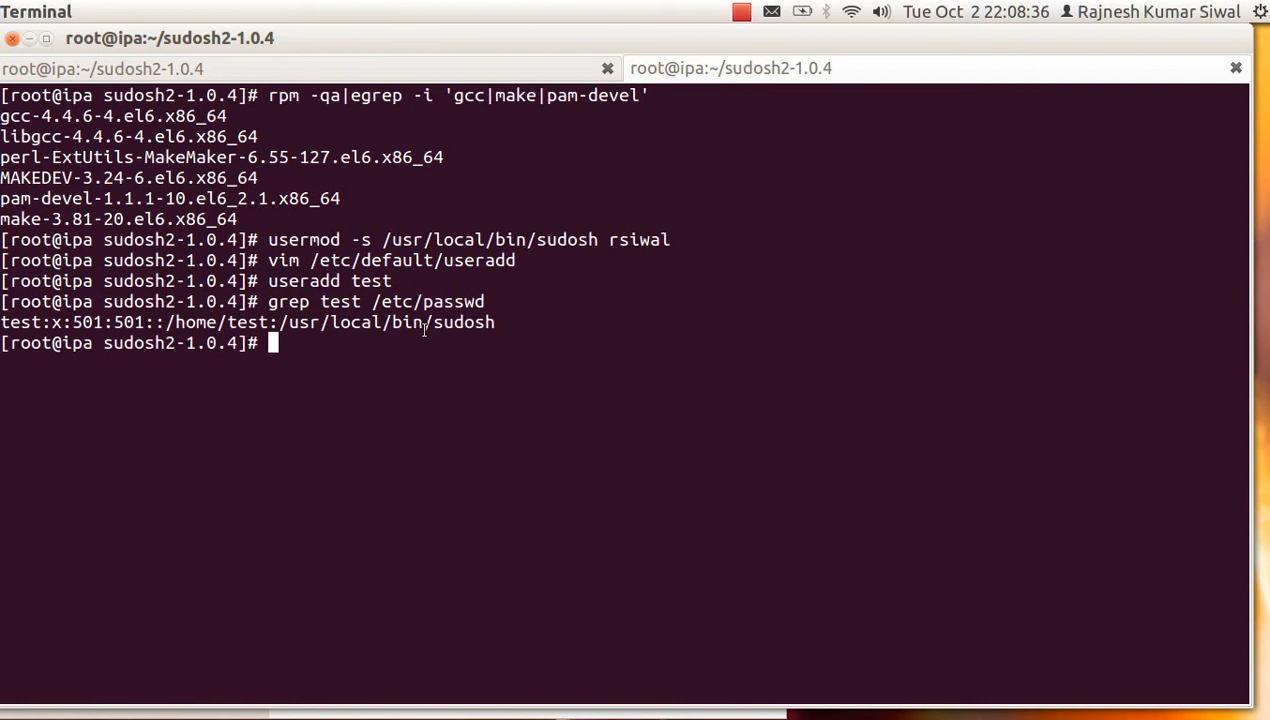 Terminal
Tue Oct 2 22:08:36 Rajnesh Kumar Siwal
root@ipa:~/sudosh2-1.0.4
root@ipa:~/sudosh2-1.0.4
root@ipa:~/sudosh2-1.0.4
[root@ipa sudosh2-1.0.4]# rpm -qa|egrep -i 'gcc|make|pam-devel'
gcc-4.4.6-4.el6.x86_64
libgcc-4.4.6-4.el6.x86_64
perl-ExtUtils-MakeMaker-6.55-127.el6.x86_64
MAKEDEV-3.24-6.el6.x86_64
pam-devel-1.1.1-10.el6_2.1.x86_64
make-3.81-20.el6.x86_64
[root@ipa sudosh2-1.0.4]# usermod -s /usr/local/bin/sudosh rsiwal
[root@ipa sudosh2-1.0.4]# vim /etc/default/useradd
[root@ipa sudosh2-1.0.4]# useradd test
[root@ipa sudosh2-1.0.4]# grep test /etc/passwd
test:x:501:501::/home/test:/usr/local/bin/sudosh
[root@ipa sudosh2-1.0.4]#